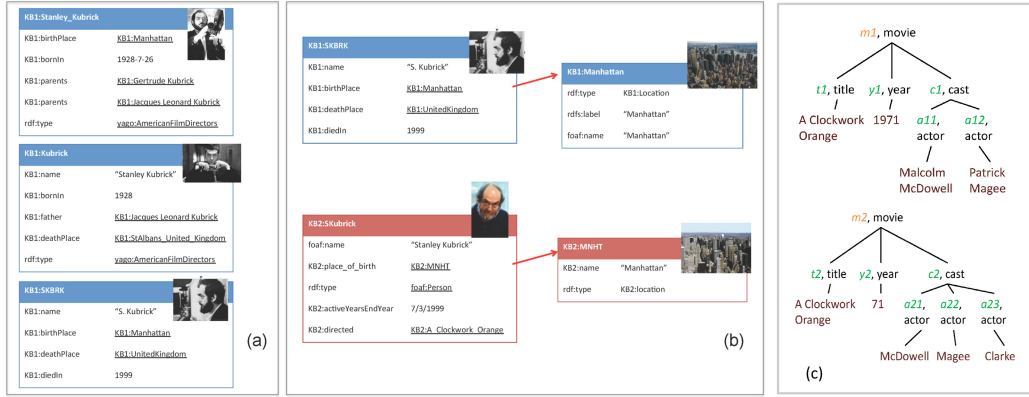 KB1:Stanley_Kubrick
KB1:birthPlace KB1:Manhattan
KB1:bornIn 1928-7-26
KB1:parents KB1:Gertrude Kubrick
KB1:parents KB1:Jacques Leonard Kubrick
rdf:type yago:AmericanFilmDirectors
KB1:Kubrick
KB1:name "Stanley Kubrick"
KB1:bornIn 1928
KB1:father KB1:Jacques Leonard Kubrick
KB1:deathPlace KB1:StAlbans_United_Kingdom
rdf:type yago:AmericanFilmDirectors
KB1:SKBRK
KB1:name "S. Kubrick"
KB1:birthPlace KB1:Manhattan
KB1:deathPlace KB1:UnitedKingdom
KB1:diedIn 1999
(a)
KB1:SKBRK
KB1:name "S. Kubrick"
KB1:birthPlace KB1:Manhattan
KB1:deathPlace KB1:UnitedKingdom
KB1:diedIn 1999
KB1:Manhattan
rdf:type KB1:Location
rdfs:label "Manhattan"
foaf:name "Manhattan"
KB2:SKubrick
foaf:name "Stanley Kubrick"
KB2:place_of_birth KB2:MNHT
rdf:type foaf:Person
KB2:activeYearsEndYear 7/3/1999
KB2:directed KB2:A_Clockwork_Orange
KB2:MNHT
KB2:name "Manhattan"
rdf:type KB2:location
(b)
m1, movie
t1, title y1, year c1, cast
A Clockwork 1971 a11, a12,
Orange actor actor
Malcolm Patrick
McDowell Magee
m2, movie
t2, title y2, year c2, cast
A Clockwork 71 a21, a22, a23,
Orange actor actor actor
McDowell Magee Clarke
(c)